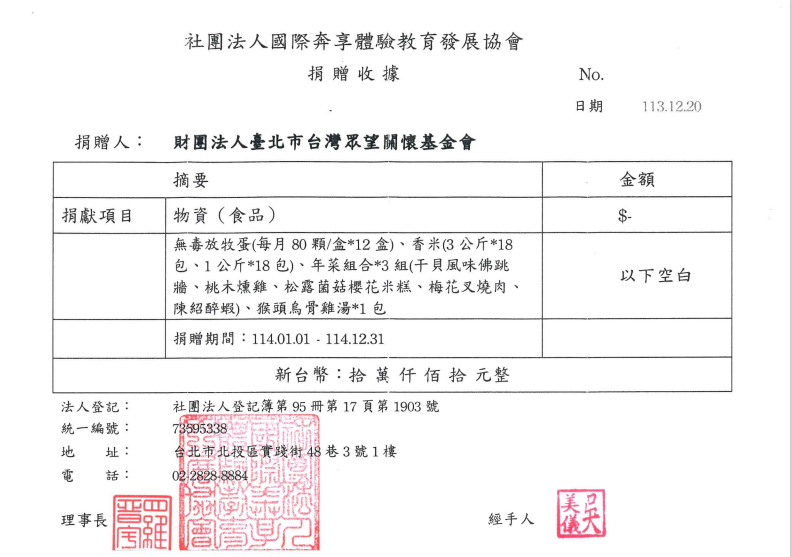 社團法人國際奔享體驗教育發展協會
捐贈收據
No.
日期 113.12.20
捐贈人： 財團法人臺北市台灣眾望關懷基金會
摘要 金額
捐獻項目 物資（食品） $-
無毒放牧蛋(每月 80 顆/盒*12 盒)、香米(3 公斤*18
包、1 公斤*18 包)、年菜組合*3 組(干貝風味佛跳
牆、桃木燻雞、松露菌菇櫻花米糕、梅花叉燒肉、
陳紹醉蝦)、猴頭烏骨雞湯*1 包
以下空白
捐贈期間：114.01.01 - 114.12.31
新台幣：拾 萬 仟 佰 拾 元整
法人登記： 社團法人登記簿第 95 冊第 17 頁第 1903 號
統一編號： 73595338
地 址： 台北市北投區實踐街 48 巷 3 號 1 樓
電 話： 02-2828-8884
理事長
經手人